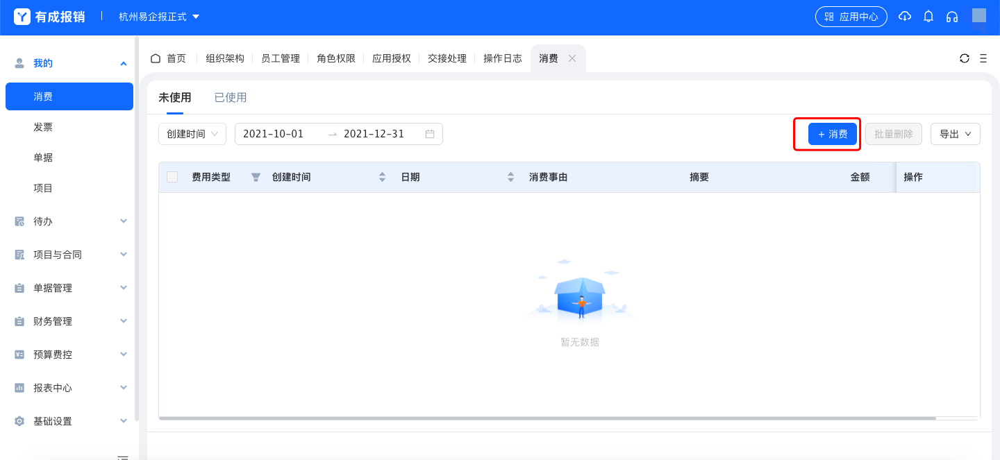 有成报销 杭州易企报正式 应用中心
我的
消费
发票
单据
项目
待办
项目与合同
单据管理
财务管理
预算费控
报表中心
基础设置
首页 组织架构 员工管理 角色权限 应用授权 交接处理 操作日志 消费
未使用 已使用
创建时间 2021-10-01 → 2021-12-31 + 消费 批量删除 导出
费用类型 创建时间 日期 消费事由 摘要 金额 操作
暂无数据